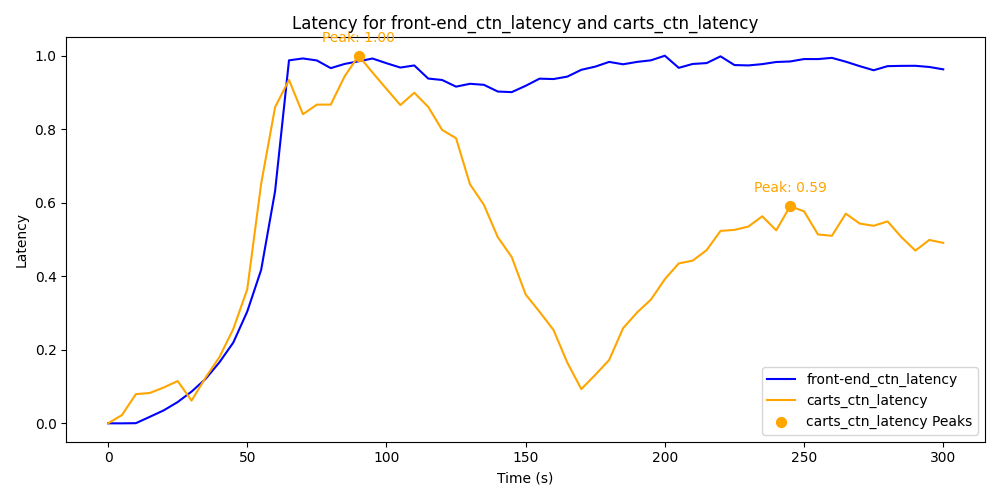 Latency for front-end_ctn_latency and carts_ctn_latency
Peak: 1.00
Peak: 0.59
Latency
1.0
0.8
0.6
0.4
0.2
0.0
0 50 100 150 200 250 300
Time (s)
front-end_ctn_latency
carts_ctn_latency
carts_ctn_latency Peaks